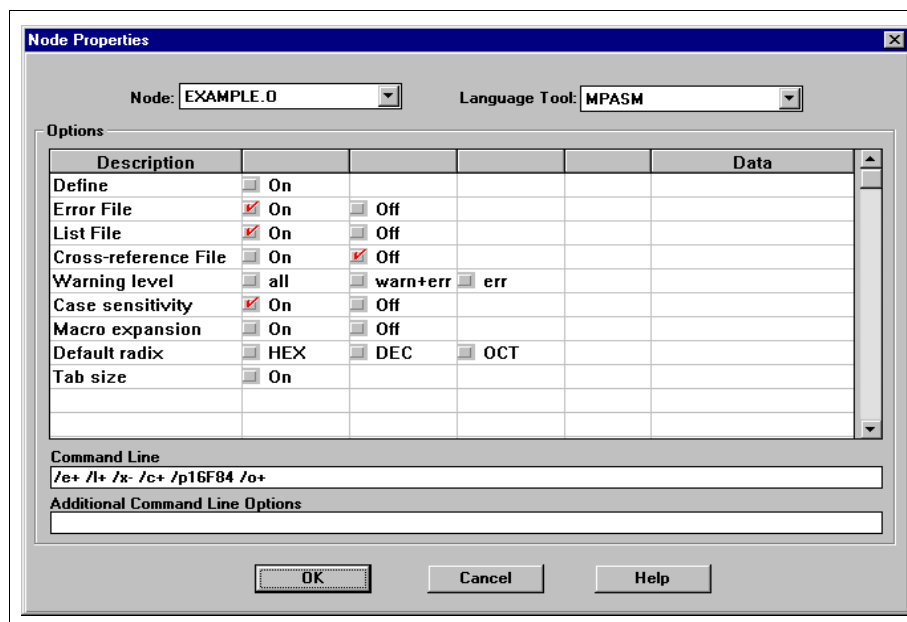 Node Properties
Node: EXAMPLE.O Language Tool: MPASM
Options
Description Data
Define On
Error File On Off
List File On Off
Cross-reference File On Off
Warning level all warn+err err
Case sensitivity On Off
Macro expansion On Off
Default radix HEX DEC OCT
Tab size On
Command Line
/e+ /l+ /x- /c+ /p16F84 /o+
Additional Command Line Options
OK Cancel Help